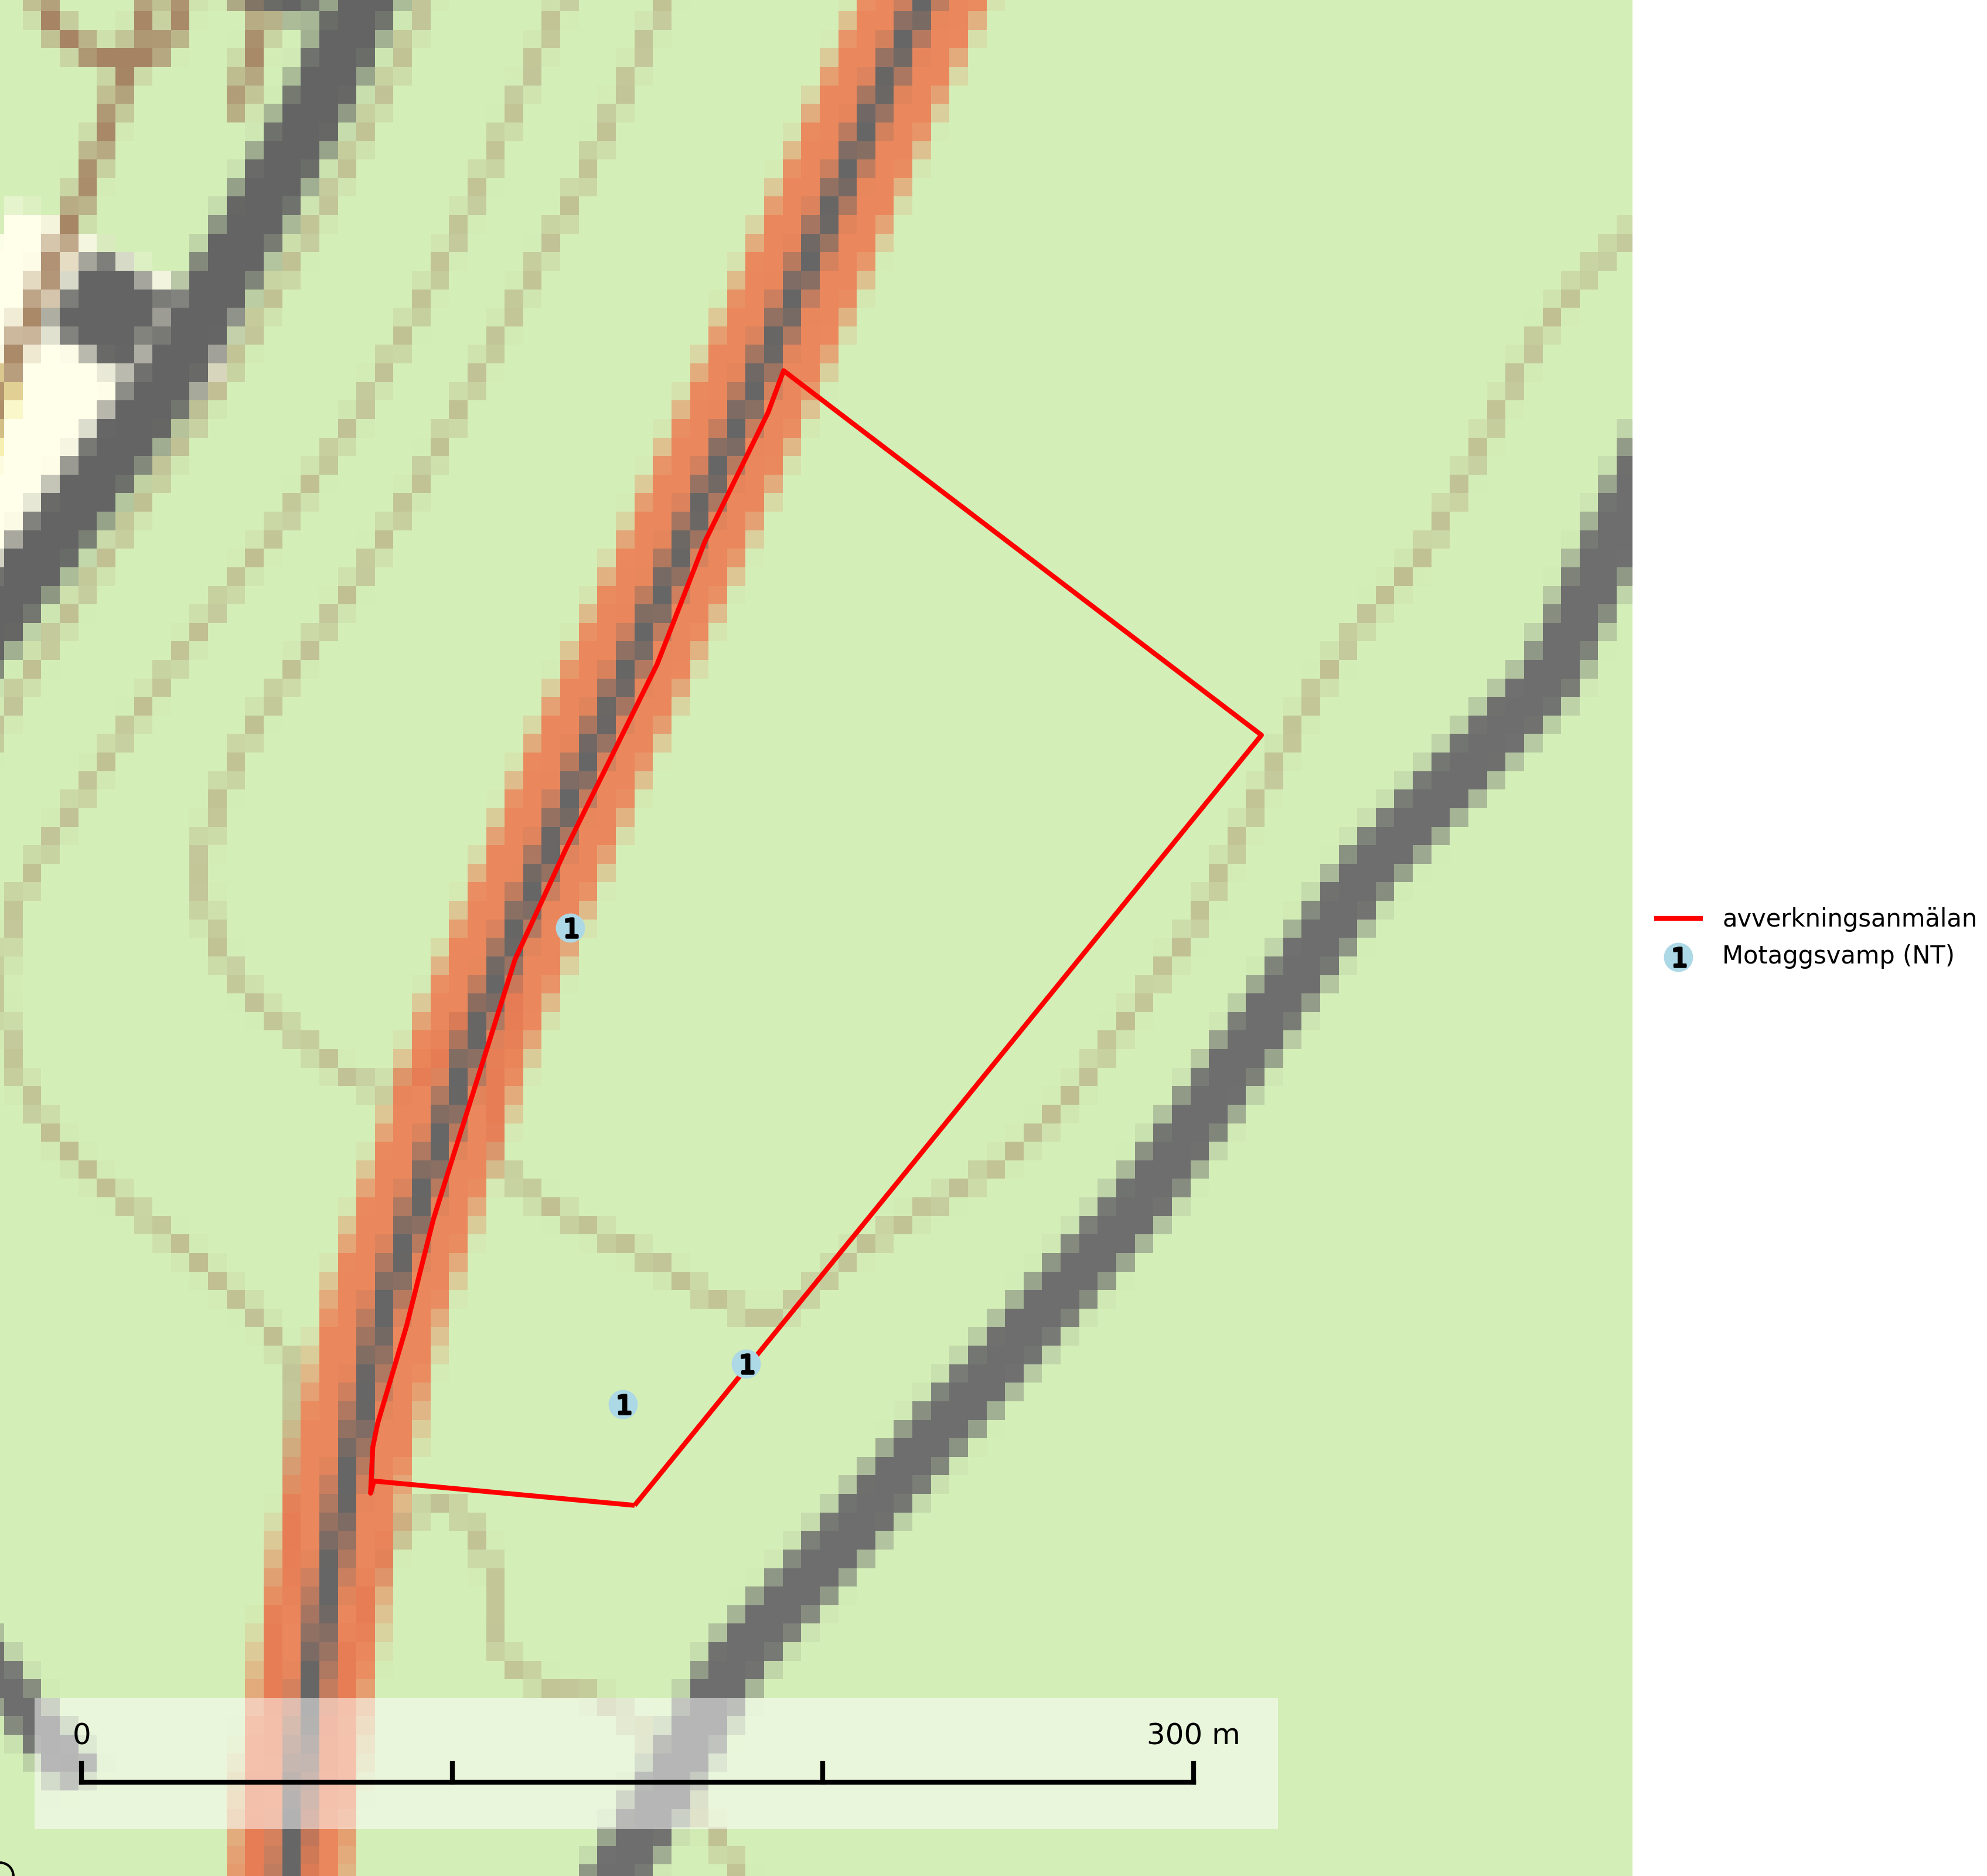 1
1
1
avverkningsanmälan
1 Motaggsvamp (NT)
0 300 m